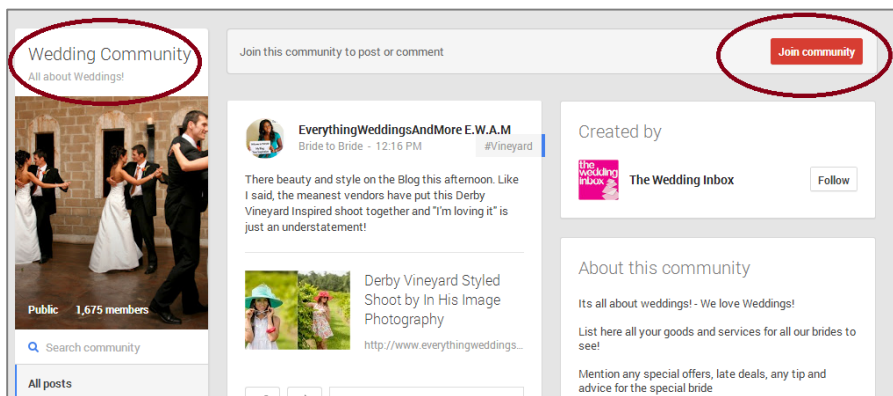 Wedding Community
All about Weddings!
Public 1,675 members
Search community
All posts
Join this community to post or comment
Join community
EverythingWeddingsAndMore E.W.A.M
Bride to Bride - 12:16 PM
#Vineyard
There beauty and style on the Blog this afternoon. Like
I said, the meanest vendors have put this Derby
Vineyard Inspired shoot together and "I'm loving it" is
just an understatement!
Derby Vineyard Styled
Shoot by In His Image
Photography
http://www.everythingweddings...
Created by
the
wedding
inbox
The Wedding Inbox
Follow
About this community
Its all about weddings! - We love Weddings!
List here all your goods and services for all our brides to
see!
Mention any special offers, late deals, any tip and
advice for the special bride